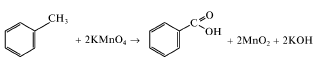 CH₃ + 2KMnO₄ → C O OH + 2MnO₂ + 2KOH